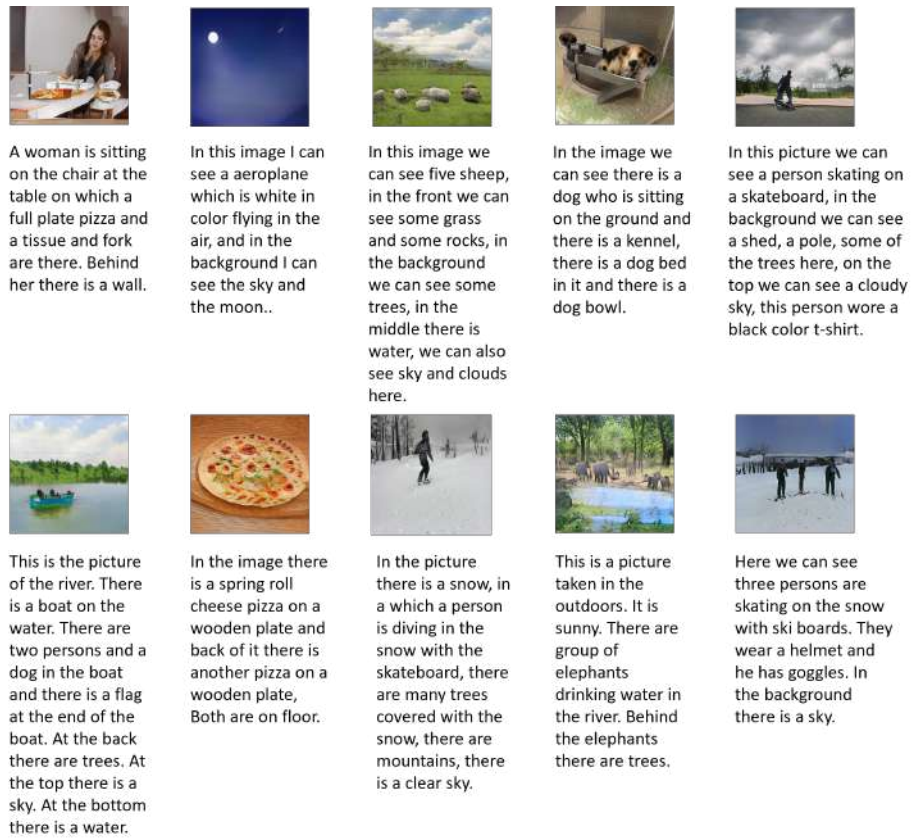 A woman is sitting
on the chair at the
table on which a
full plate pizza and
a tissue and fork
are there. Behind
her there is a wall.
In this image I can
see a aeroplane
which is white in
color flying in the
air, and in the
background I can
see the sky and
the moon..
In this image we
can see five sheep,
in the front we can
see some grass
and some rocks, in
the background
we can see some
trees, in the
middle there is
water, we can also
see sky and clouds
here.
In the image we
can see there is a
dog who is sitting
on the ground and
there is a kennel,
there is a dog bed
in it and there is a
dog bowl.
In this picture we can
see a person skating on
a skateboard, in the
background we can see
a shed, a pole, some of
the trees here, on the
top we can see a cloudy
sky, this person wore a
black color t-shirt.
This is the picture
of the river. There
is a boat on the
water. There are
two persons and a
dog in the boat
and there is a flag
at the end of the
boat. At the back
there are trees. At
the top there is a
sky. At the bottom
there is a water.
In the image there
is a spring roll
cheese pizza on a
wooden plate and
back of it there is
another pizza on a
wooden plate,
Both are on floor.
In the picture
there is a snow, in
a which a person
is diving in the
snow with the
skateboard, there
are many trees
covered with the
snow, there are
mountains, there
is a clear sky.
This is a picture
taken in the
outdoors. It is
sunny. There are
group of
elephants
drinking water in
the river. Behind
the elephants
there are trees.
Here we can see
three persons are
skating on the snow
with ski boards. They
wear a helmet and
he has goggles. In
the background
there is a sky.